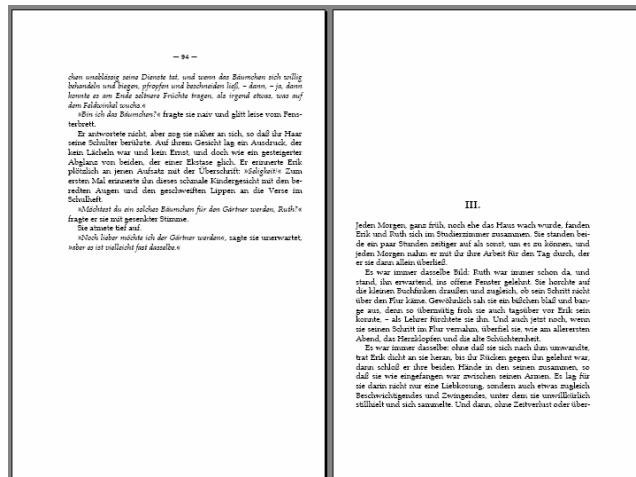 — 94 —
chen unablässig seine Dienste tat, und wenn das Bäumchen sich willig
behandeln und biegen, pfropfen und beschneiden ließ, – dann, – ja, dann
konnte es am Ende seltnere Früchte tragen, als irgend etwas, was auf
dem Feldwinkel wuchs.«
»Bin ich das Bäumchen?« fragte sie naiv und glitt leise vom Fens-
terbrett.
Er antwortete nicht, aber zog sie näher an sich, so daß ihr Haar
seine Schulter berührte. Auf ihrem Gesicht lag ein Ausdruck, der
kein Lächeln war und kein Ernst, und doch wie ein gesteigerter
Abglanz von beiden, der einer Ekstase glich. Er erinnerte Erik
plötzlich an jenen Aufsatz mit der Überschrift: »Seligkeit!« Zum
ersten Mal erinnerte ihn dieses schmale Kindergesicht mit den be-
redten Augen und den geschweiften Lippen an die Verse im
Schulheft.
»Möchtest du ein solches Bäumchen für den Gärtner werden, Ruth?«
fragte er sie mit gesenkter Stimme.
Sie atmete tief auf.
»Noch lieber möchte ich der Gärtner werden«, sagte sie unerwartet,
»aber es ist vielleicht fast dasselbe.«
III.
Jeden Morgen, ganz früh, noch ehe das Haus wach wurde, fanden
Erik und Ruth sich im Studierzimmer zusammen. Sie standen bei-
de ein paar Stunden zeitiger auf als sonst, um es zu können, und
jeden Morgen nahm er mit ihr ihre Arbeit für den Tag durch, der
er sie dann allein überließ.
Es war immer dasselbe Bild: Ruth war immer schon da, und
stand, ihn erwartend, ins offene Fenster gelehnt. Sie horchte auf
die kleinen Buchfinken draußen und zugleich, ob sein Schritt nicht
über den Flur käme. Gewöhnlich sah sie ein bißchen blaß und ban-
ge aus, denn so übermütig froh sie auch tagsüber vor Erik sein
konnte, – als Lehrer fürchtete sie ihn. Und auch jetzt noch, wenn
sie seinen Schritt im Flur vernahm, überfiel sie, wie am allerersten
Abend, das Herzklopfen und die alte Schüchternheit.
Es war immer dasselbe: ohne daß sie sich nach ihm umwandte,
trat Erik dicht an sie heran, bis ihr Rücken gegen ihn gelehnt war,
dann schloß er ihre beiden Hände in den seinen zusammen, so
daß sie wie eingefangen war zwischen seinen Armen. Es lag für
sie darin nicht nur eine Liebkosung, sondern auch etwas zugleich
Beschwichtigendes und Zwingendes, unter dem sie unwillkürlich
stillhielt und sich sammelte. Und dann, ohne Zeitverlust oder über-